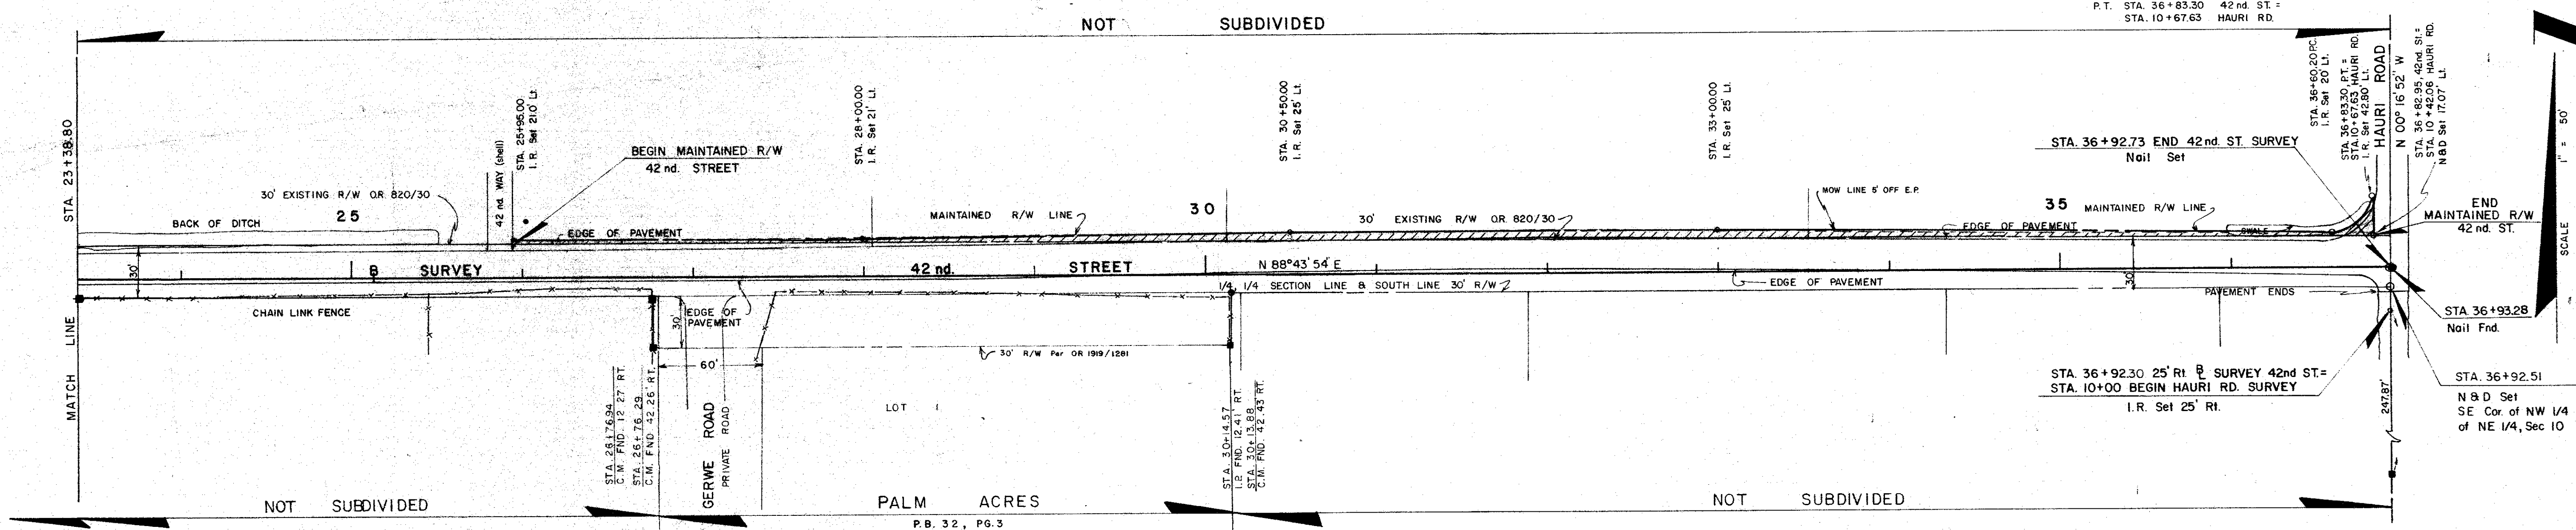 NOT SUBDIVIDED
P.T. STA. 36+83.30 42nd. ST. =
STA. 10+67.63 HAURI RD.
STA. 23+38.80
MATCH LINE
BACK OF DITCH
30' EXISTING R/W O.R. 820/30
25
42 nd. WAY (shell)
STA. 25+95.00
I.R. Set 21.0' Lt.
BEGIN MAINTAINED R/W
42 nd. STREET
STA. 28+00.00
I.R. Set 21' Lt.
EDGE OF PAVEMENT
MAINTAINED R/W LINE
30
STA. 30+50.00
I.R. Set 25' Lt.
30' EXISTING R/W O.R. 820/30
STA. 33+00.00
I.R. Set 25' Lt.
MOW LINE 5' OFF E.P.
35
MAINTAINED R/W LINE
EDGE OF PAVEMENT
SWALE
STA. 36+92.73 END 42nd. ST. SURVEY
Nail Set
STA. 36+60.20 P.C.
I.R. Set 20' Lt.
STA. 36+83.30, P.T. =
STA. 10+67.63 HAURI RD.
I.R. Set 42.80' Lt.
HAURI ROAD
N 00° 16' 52" W
STA. 36+82.95, 42nd. St. =
STA. 10+42.06 HAURI RD.
N&D Set 17.07' Lt.
END
MAINTAINED R/W
42 nd. ST.
SCALE 1" = 50'
30'
B SURVEY 42 nd. STREET
N 88°43'54" E
1/4, 1/4 SECTION LINE & SOUTH LINE 30' R/W
EDGE OF PAVEMENT
30'
PAVEMENT ENDS
CHAIN LINK FENCE
EDGE OF
PAVEMENT
30'
60'
30' R/W Per OR 1919/1281
STA. 36+93.28
Nail Fnd.
STA. 36+92.30 25' Rt. BL SURVEY 42nd ST.=
STA. 10+00 BEGIN HAURI RD. SURVEY
I.R. Set 25' Rt.
STA. 36+92.51
N & D Set
SE Cor. of NW 1/4
of NE 1/4, Sec 10
247.87'
STA. 26+76.94
C.M. FND. 12.27' RT.
STA. 26+76.29
C.M. FND 42.26' RT.
GERWE ROAD
PRIVATE ROAD
LOT 1
STA. 30+14.57
I.P. FND. 12.41' RT.
STA. 30+13.88
C.M. FND. 42.43 RT.
NOT SUBDIVIDED
PALM ACRES
P.B. 32, PG.3
NOT SUBDIVIDED